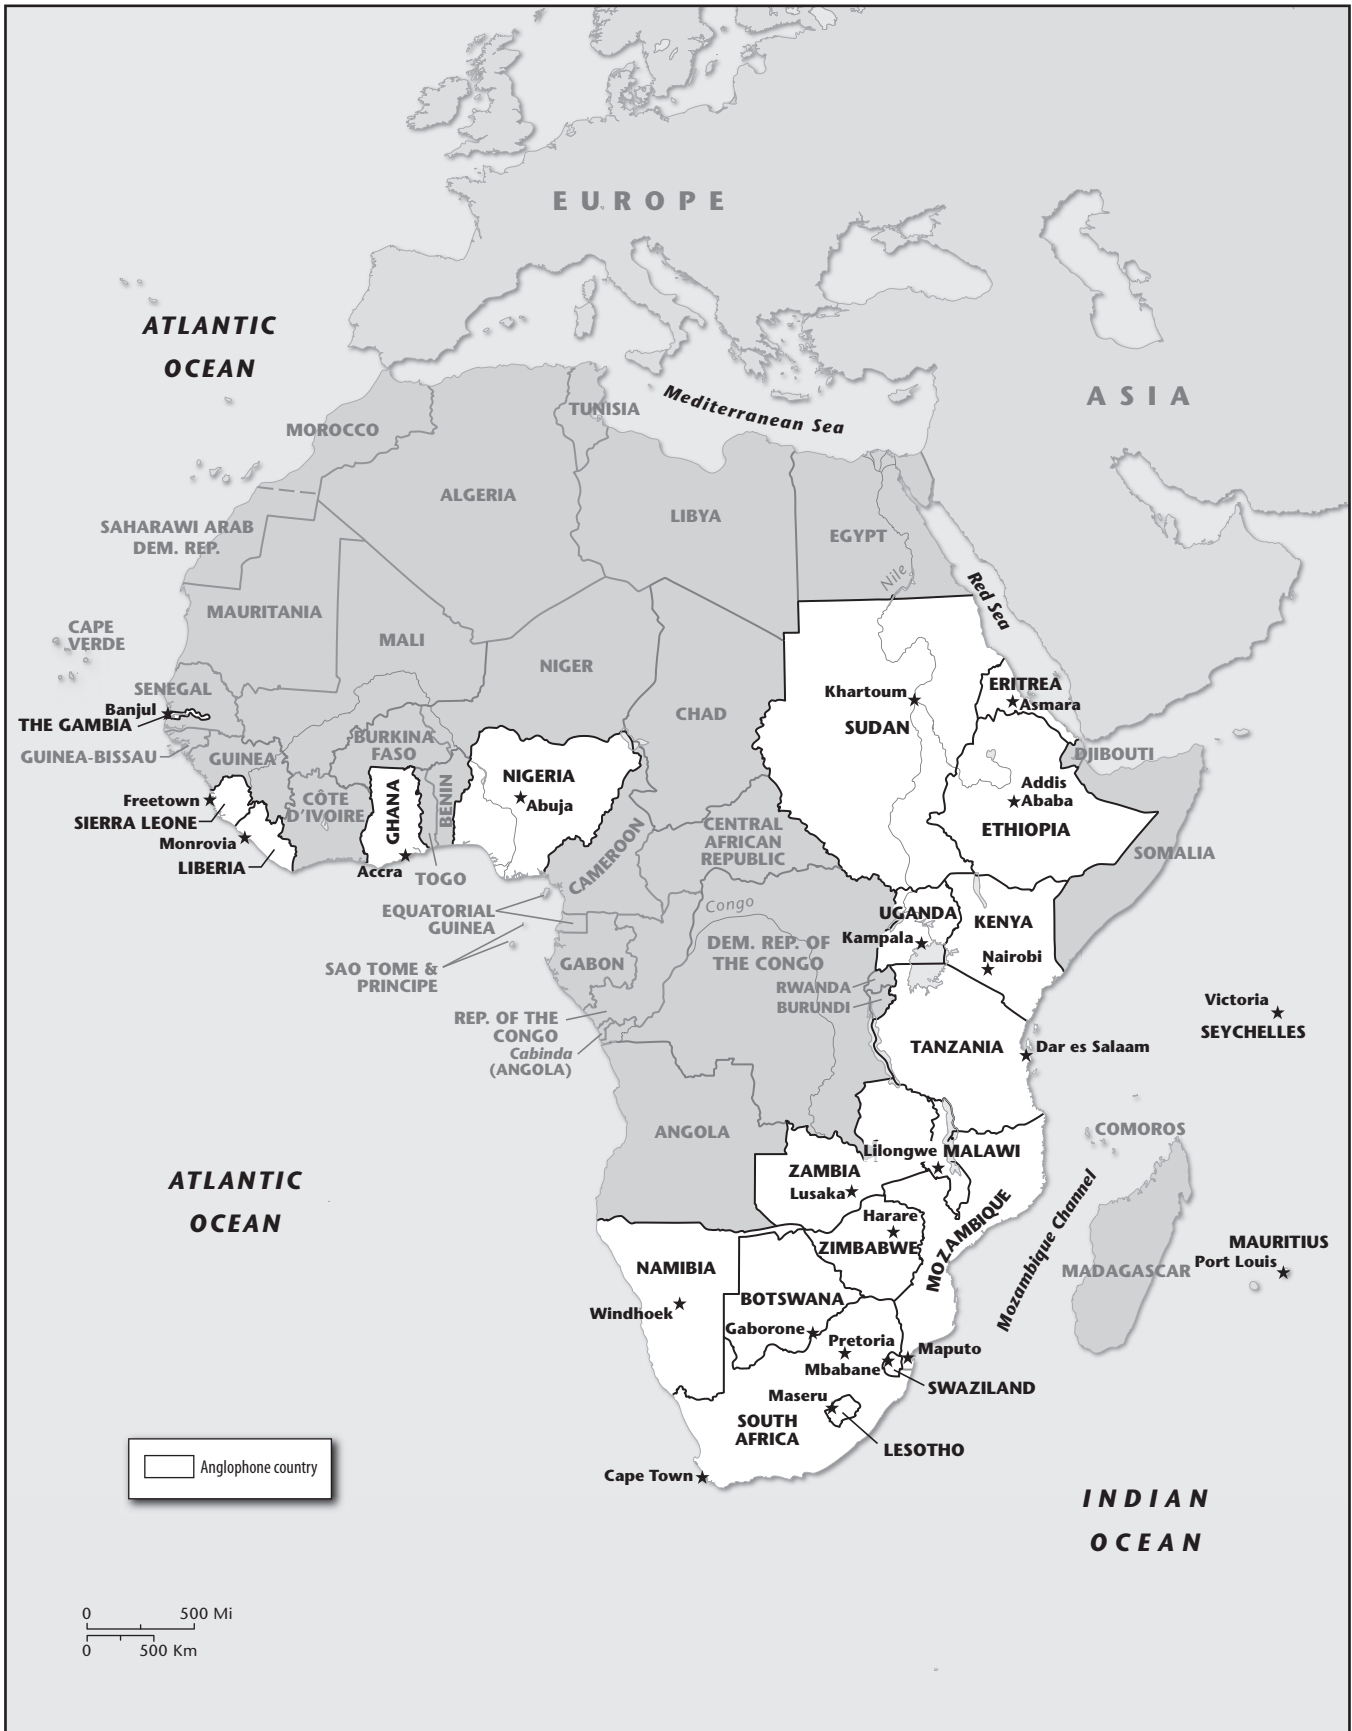 EUROPE
ATLANTIC
OCEAN
ASIA
Mediterranean Sea
TUNISIA
MOROCCO
ALGERIA
LIBYA
EGYPT
SAHARAWI ARAB
DEM. REP.
Nile
Red Sea
MAURITANIA
CAPE
VERDE
MALI
NIGER
CHAD
SENEGAL
Banjul
THE GAMBIA
GUINEA-BISSAU
GUINEA
BURKINA
FASO
Khartoum
SUDAN
ERITREA
Asmara
DJIBOUTI
NIGERIA
Abuja
Addis
Ababa
ETHIOPIA
SOMALIA
Freetown
SIERRA LEONE
Monrovia
LIBERIA
CÔTE
D'IVOIRE
GHANA
BENIN
Accra
TOGO
CAMEROON
CENTRAL
AFRICAN
REPUBLIC
EQUATORIAL
GUINEA
Congo
UGANDA
Kampala
KENYA
Nairobi
DEM. REP. OF
THE CONGO
SAO TOME &
PRINCIPE
GABON
RWANDA
BURUNDI
REP. OF THE
CONGO
Cabinda
(ANGOLA)
Victoria
SEYCHELLES
TANZANIA
Dar es Salaam
ANGOLA
COMOROS
Lilongwe
MALAWI
ZAMBIA
Lusaka
ATLANTIC
OCEAN
Harare
ZIMBABWE
MOZAMBIQUE
Mozambique Channel
MADAGASCAR
MAURITIUS
Port Louis
NAMIBIA
Windhoek
BOTSWANA
Gaborone
Pretoria
Mbabane
Maputo
SWAZILAND
Maseru
SOUTH
AFRICA
LESOTHO
Cape Town
Anglophone country
INDIAN
OCEAN
0 500 Mi
0 500 Km